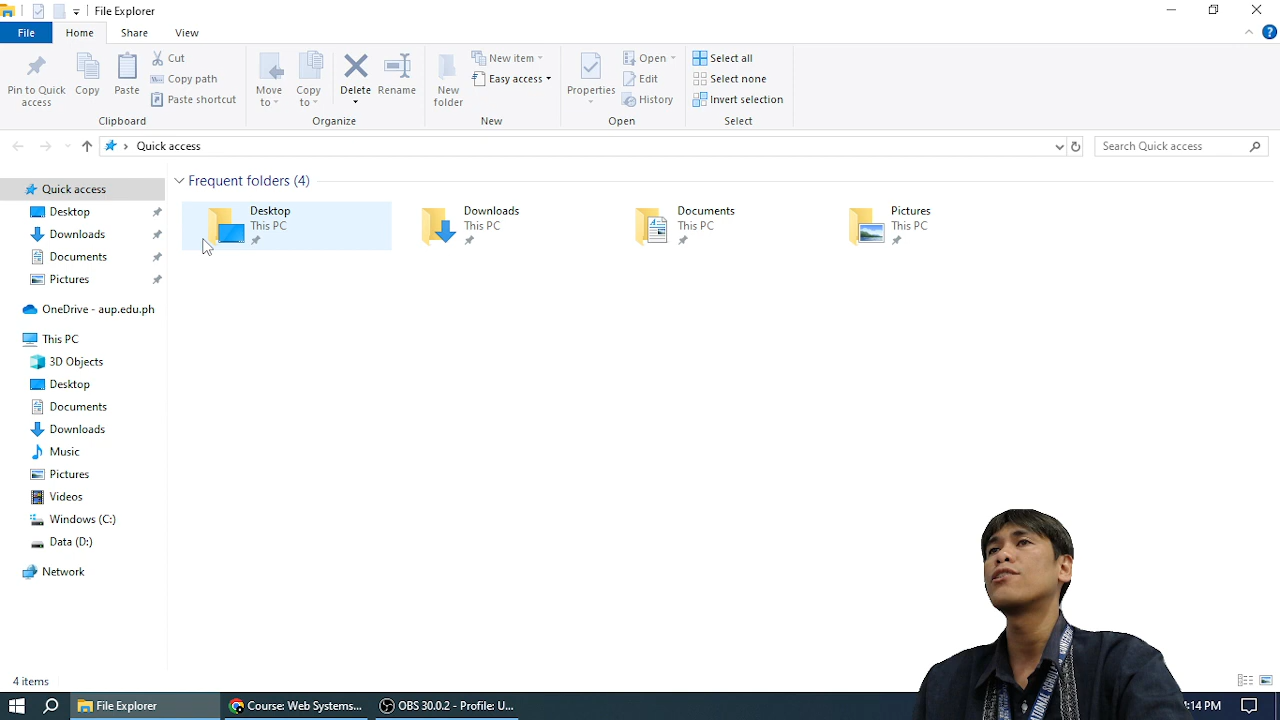 File Explorer
File Home Share View
Pin to Quick access
Copy
Paste
Cut
Copy path
Paste shortcut
Clipboard
Move to
Copy to
Delete
Rename
Organize
New folder
New item
Easy access
New
Properties
Open
Edit
History
Open
Select all
Select none
Invert selection
Select
Quick access
Search Quick access
Quick access
Desktop
Downloads
Documents
Pictures
OneDrive - aup.edu.ph
This PC
3D Objects
Desktop
Documents
Downloads
Music
Pictures
Videos
Windows (C:)
Data (D:)
Network
Frequent folders (4)
Desktop
This PC
Downloads
This PC
Documents
This PC
Pictures
This PC
4 items
File Explorer
Course: Web Systems...
OBS 30.0.2 - Profile: U...
:14 PM